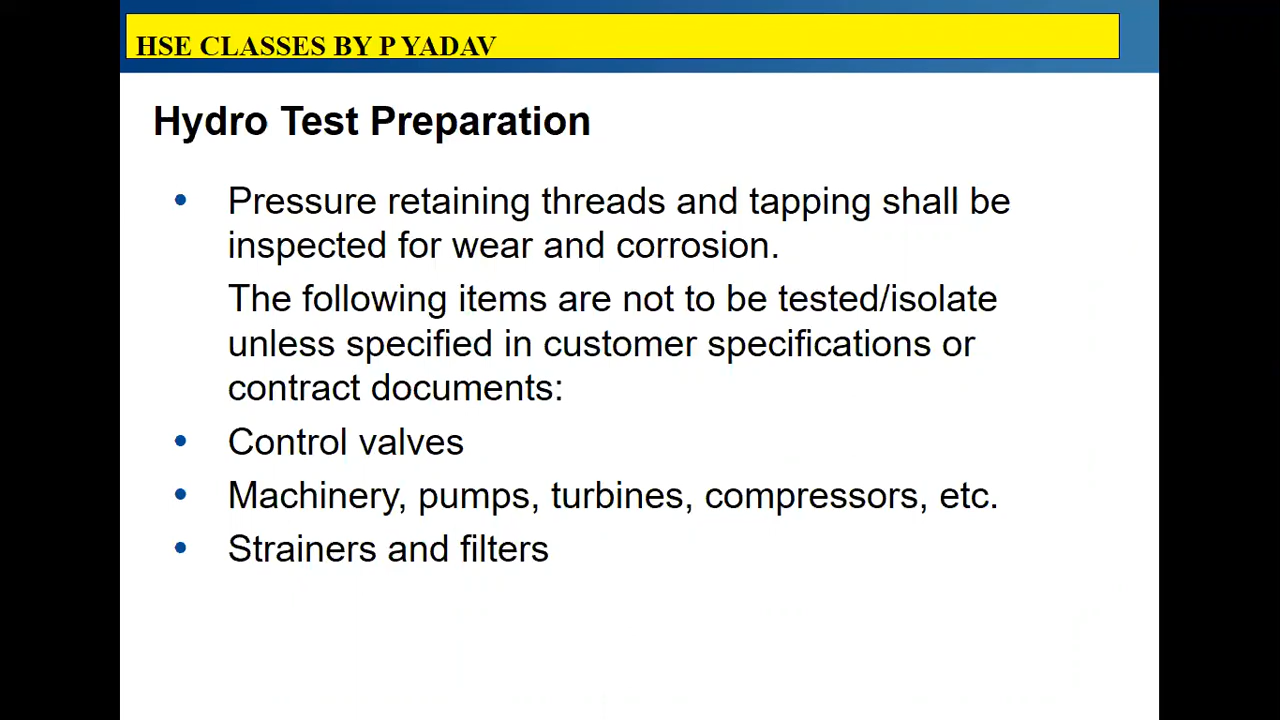 HSE CLASSES BY P YADAV
Hydro Test Preparation
• Pressure retaining threads and tapping shall be
inspected for wear and corrosion.
The following items are not to be tested/isolate
unless specified in customer specifications or
contract documents:
• Control valves
• Machinery, pumps, turbines, compressors, etc.
• Strainers and filters